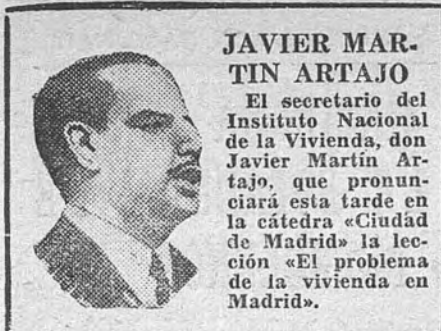 JAVIER MAR-
TIN ARTAJO
El secretario del
Instituto Nacional
de la Vivienda, don
Javier Martín Ar-
tajo, que pronun-
ciará esta tarde en
la cátedra «Ciudad
de Madrid» la lec-
ción «El problema
de la vivienda en
Madrid».